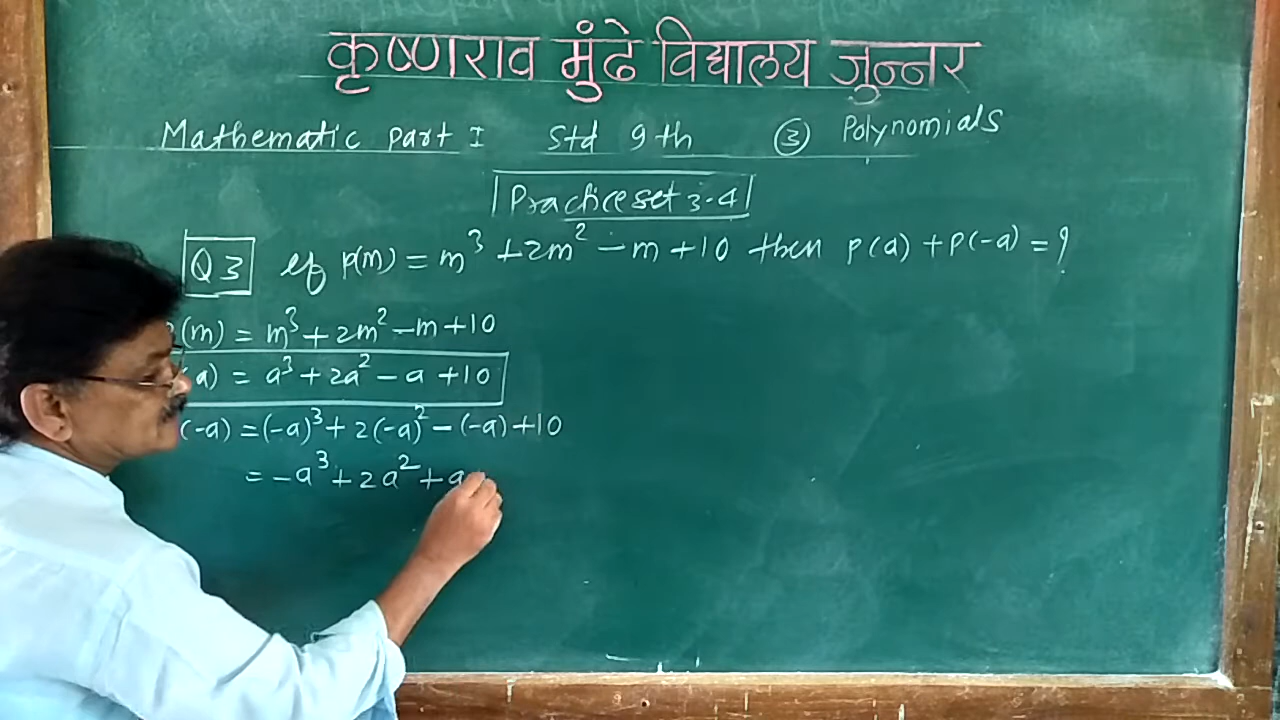 कृष्णराव मुंढे विद्यालय जुन्नर
Mathematic part I std 9th ③ Polynomials
Practice set 3.4
Q3 If p(m) = m³ + 2m² - m + 10 then p(a) + p(-a) = ?
(m) = m³ + 2m² - m + 10
a) = a³ + 2a² - a + 10
(-a) = (-a)³ + 2(-a)² - (-a) + 10
= -a³ + 2a² + a